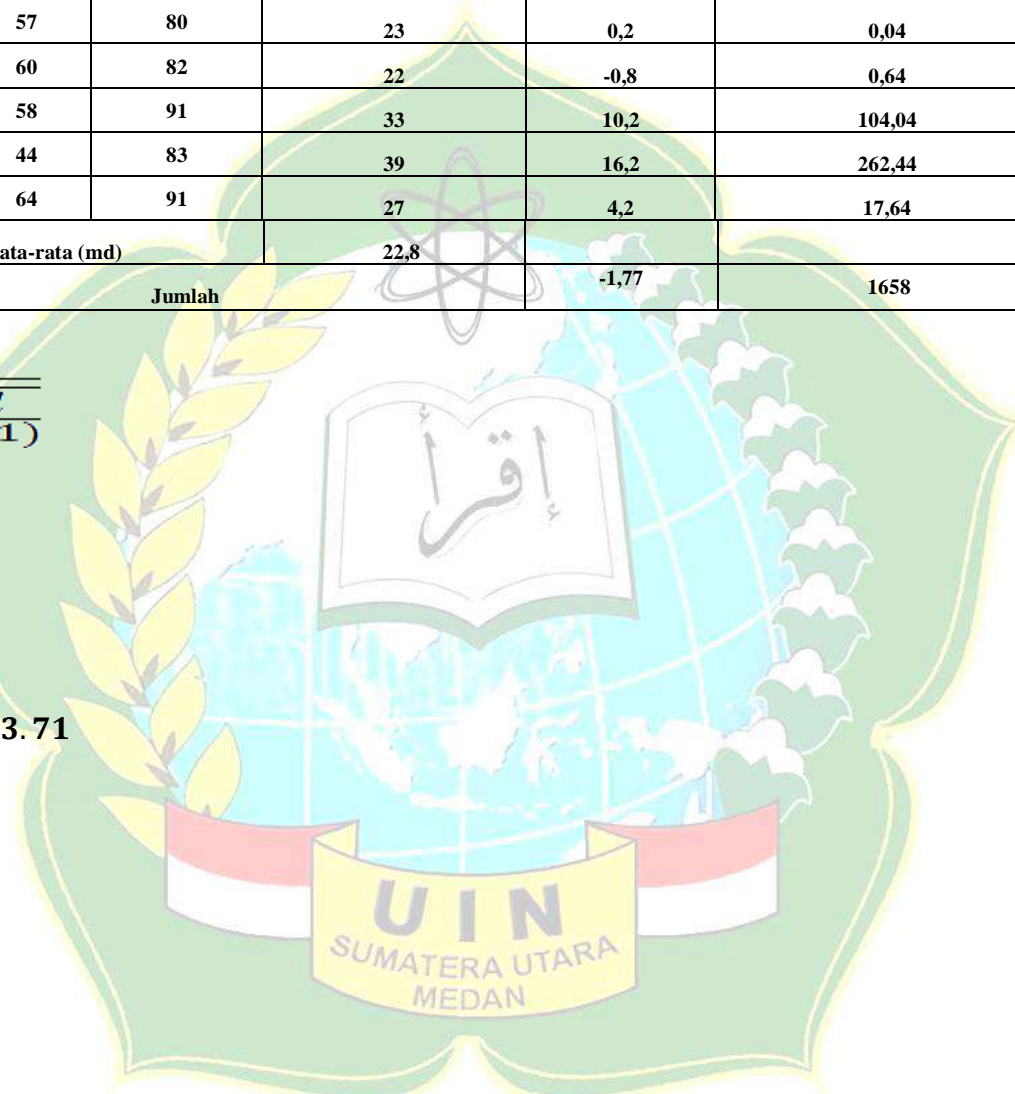 57 80 23 0,2 0,04
60 82 22 -0,8 0,64
58 91 33 10,2 104,04
44 83 39 16,2 262,44
64 91 27 4,2 17,64
ata-rata (md) 22,8
Jumlah -1,77 1658
1)
إقرأ
3.71
UIN
SUMATERA UTARA
MEDAN